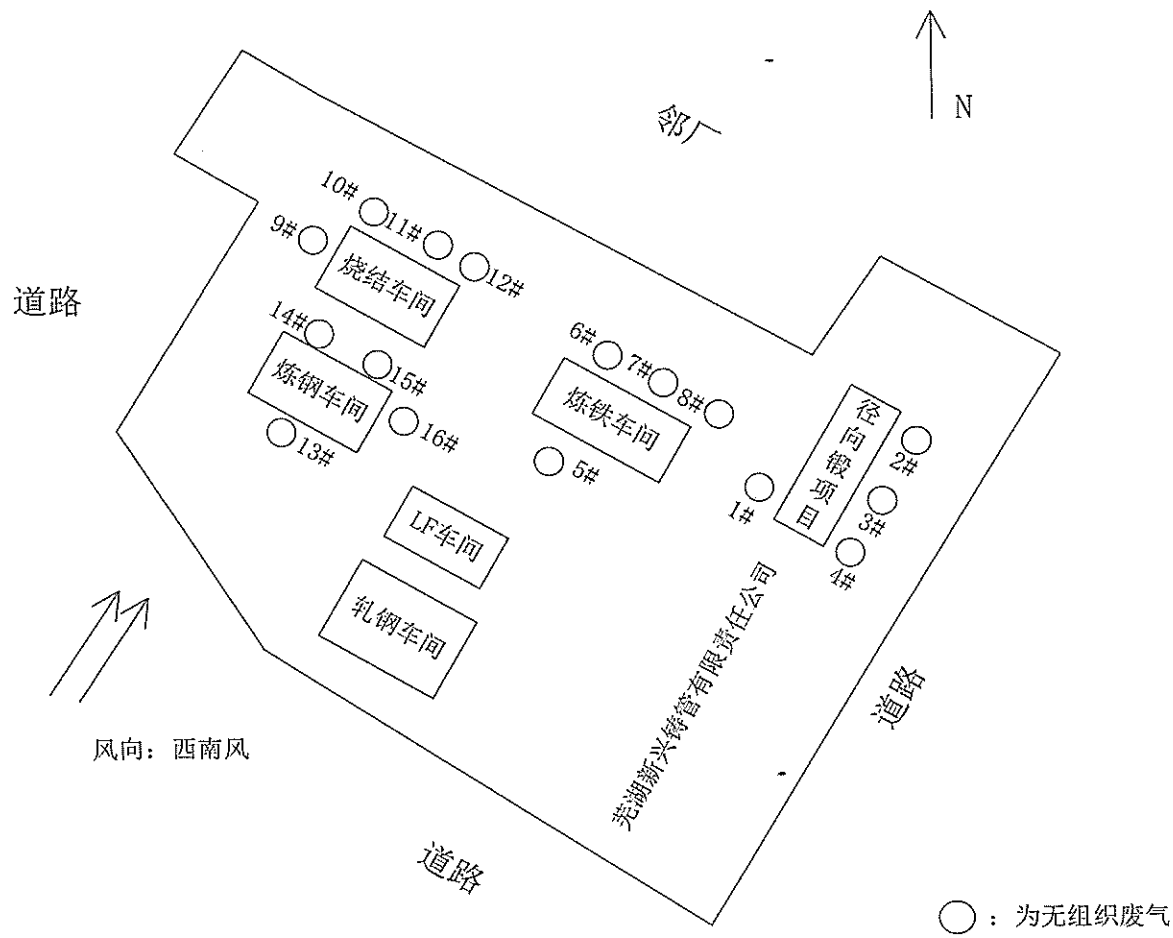 N
邻厂
10#
11#
9#
12#
烧结车间
道路
14#
15#
炼钢车间
16#
13#
6#
7#
8#
炼铁车间
5#
径向锻项目
2#
1#
3#
4#
LF车间
轧钢车间
芜湖新兴铸管有限责任公司
道路
风向：西南风
道路
○：为无组织废气